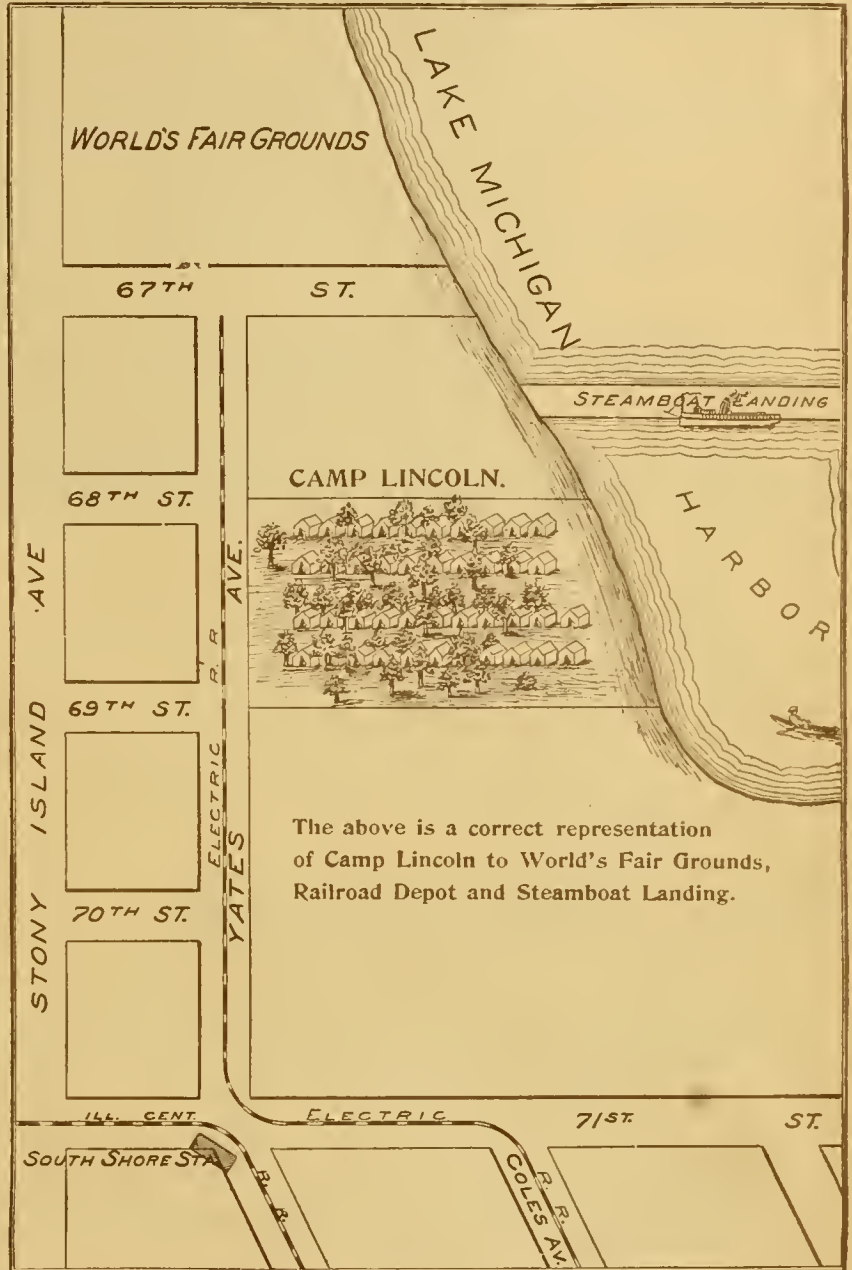 LAKE MICHIGAN
WORLD'S FAIR GROUNDS
67TH ST.
STEAMBOAT LANDING
CAMP LINCOLN.
68TH ST.
HARBOR
STONY ISLAND AVE
YATES AVE.
ELECTRIC R. R
69TH ST.
The above is a correct representation
of Camp Lincoln to World's Fair Grounds,
Railroad Depot and Steamboat Landing.
70TH ST.
ILL. CENT.
R. R.
ELECTRIC
R. R.
71ST. ST.
SOUTH SHORE STA
COLES AV.